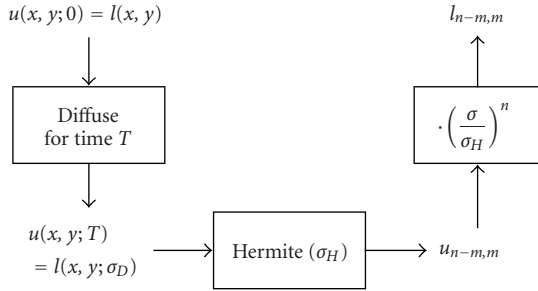 u(x, y; 0) = l(x, y)
Diffuse
for time T
u(x, y; T)
= l(x, y; σ_D)
Hermite (σ_H)
u_{n−m,m}
· (σ/σ_H)^n
l_{n−m,m}